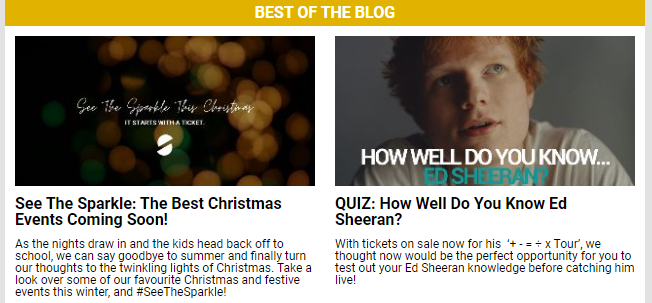 BEST OF THE BLOG
See The Sparkle This Christmas
IT STARTS WITH A TICKET.
HOW WELL DO YOU KNOW...
ED SHEERAN?
See The Sparkle: The Best Christmas
Events Coming Soon!
As the nights draw in and the kids head back off to
school, we can say goodbye to summer and finally turn
our thoughts to the twinkling lights of Christmas. Take a
look over some of our favourite Christmas and festive
events this winter, and #SeeTheSparkle!
QUIZ: How Well Do You Know Ed
Sheeran?
With tickets on sale now for his  '+ - = ÷ x Tour', we
thought now would be the perfect opportunity for you to
test out your Ed Sheeran knowledge before catching him
live!